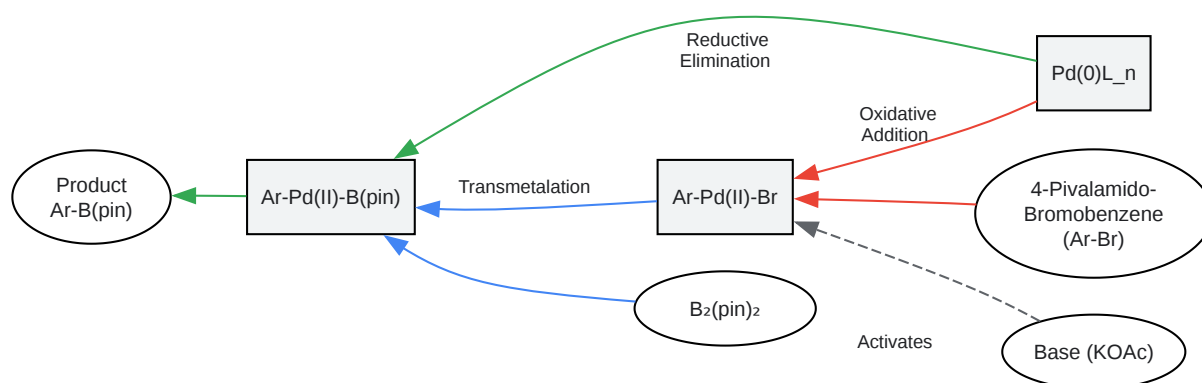 Reductive
Elimination
Pd(0)L_n
Oxidative
Addition
Product
Ar-B(pin)
Ar-Pd(II)-B(pin)
Transmetalation
Ar-Pd(II)-Br
4-Pivalamido-
Bromobenzene
(Ar-Br)
B₂(pin)₂
Activates
Base (KOAc)